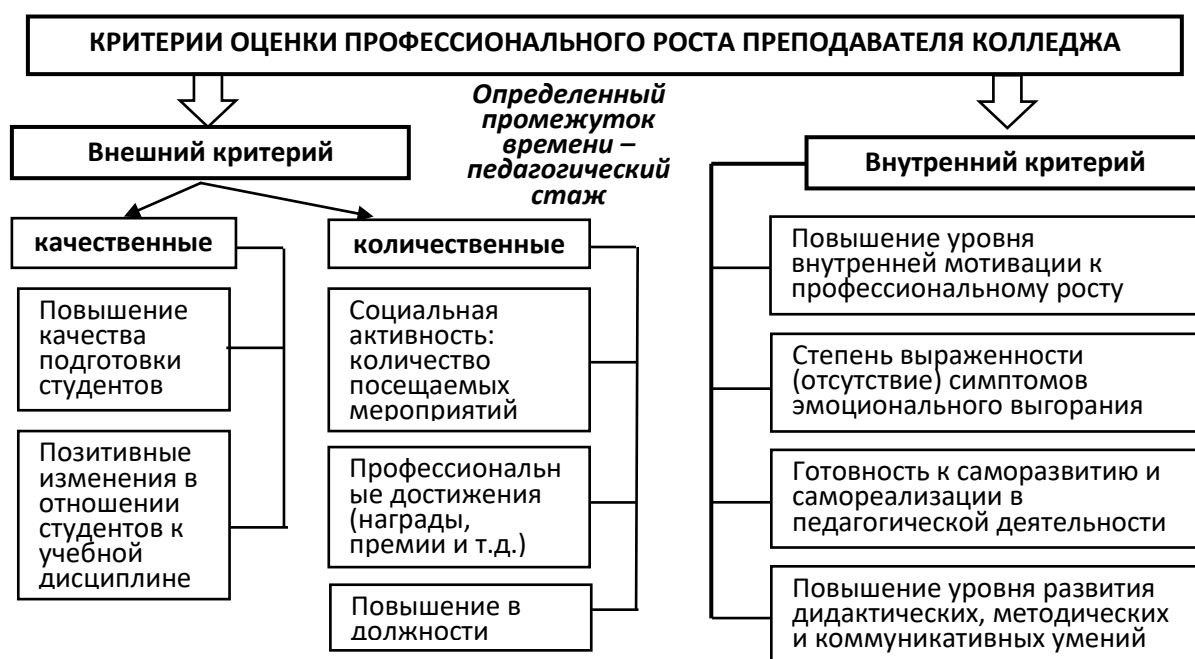 КРИТЕРИИ ОЦЕНКИ ПРОФЕССИОНАЛЬНОГО РОСТА ПРЕПОДАВАТЕЛЯ КОЛЛЕДЖА
Определенный
промежуток
времени –
педагогический
стаж
Внешний критерий
качественные
Повышение
качества
подготовки
студентов
Позитивные
изменения в
отношении
студентов к
учебной
дисциплине
количественные
Социальная
активность:
количество
посещаемых
мероприятий
Профессиональн
ые достижения
(награды,
премии и т.д.)
Повышение в
должности
Внутренний критерий
Повышение уровня
внутренней мотивации к
профессиональному росту
Степень выраженности
(отсутствие) симптомов
эмоционального выгорания
Готовность к саморазвитию и
самореализации в
педагогической деятельности
Повышение уровня развития
дидактических, методических
и коммуникативных умений